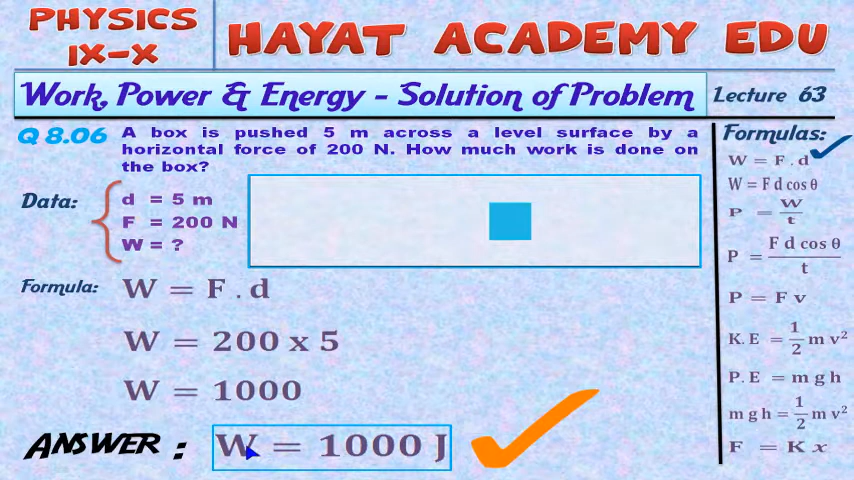 PHYSICS
IX-X
HAYAT ACADEMY EDU
Work, Power & Energy - Solution of Problem
Lecture 63
Q 8.06
A box is pushed 5 m across a level surface by a
horizontal force of 200 N. How much work is done on
the box?
Data:
d = 5 m
F = 200 N
W = ?
Formula:
W = F . d
W = 200 x 5
W = 1000
ANSWER :
W = 1000 J
Formulas:
W = F . d
W = F d cos θ
P = W/t
P = F d cos θ / t
P = F v
K.E = 1/2 m v²
P.E = m g h
m g h = 1/2 m v²
F = K x